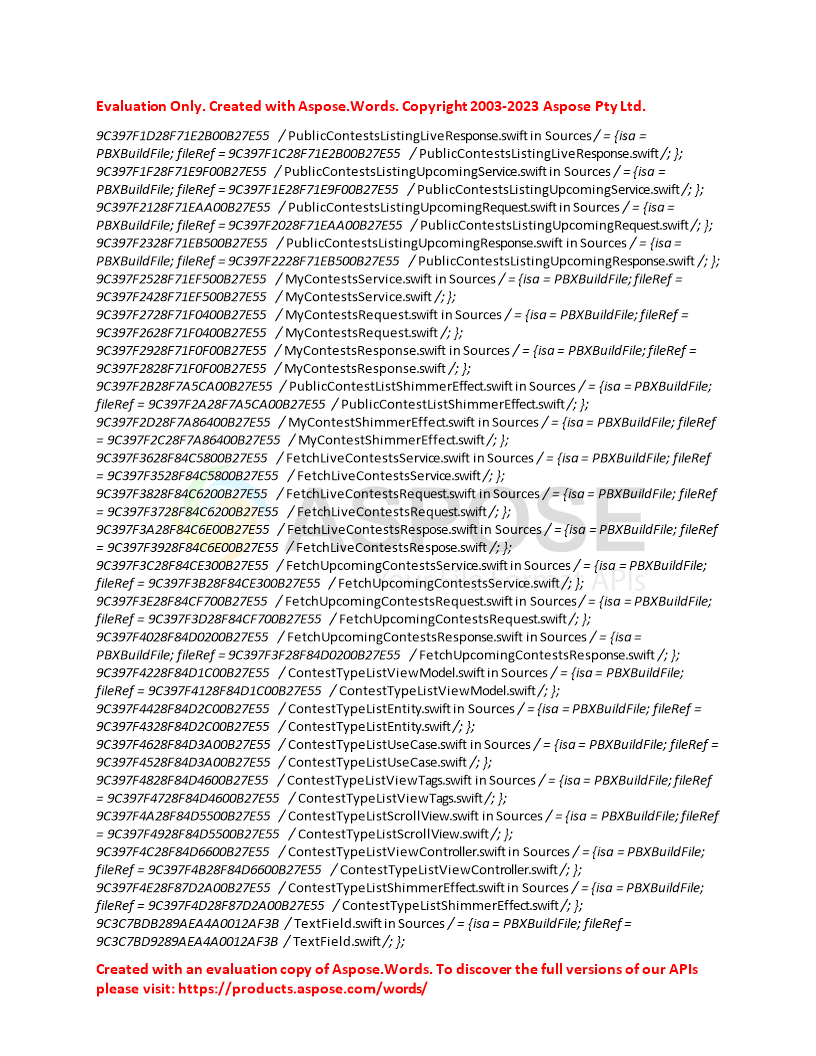 Evaluation Only. Created with Aspose.Words. Copyright 2003-2023 Aspose Pty Ltd.
9C397F1D28F71E2B00B27E55 / PublicContestsListingLiveResponse.swift in Sources / = {isa =
PBXBuildFile; fileRef = 9C397F1C28F71E2B00B27E55 / PublicContestsListingLiveResponse.swift /; };
9C397F1F28F71E9F00B27E55 / PublicContestsListingUpcomingService.swift in Sources / = {isa =
PBXBuildFile; fileRef = 9C397F1E28F71E9F00B27E55 / PublicContestsListingUpcomingService.swift /; };
9C397F2128F71EAA00B27E55 / PublicContestsListingUpcomingRequest.swift in Sources / = {isa =
PBXBuildFile; fileRef = 9C397F2028F71EAA00B27E55 / PublicContestsListingUpcomingRequest.swift /; };
9C397F2328F71EB500B27E55 / PublicContestsListingUpcomingResponse.swift in Sources / = {isa =
PBXBuildFile; fileRef = 9C397F2228F71EB500B27E55 / PublicContestsListingUpcomingResponse.swift /; };
9C397F2528F71EF500B27E55 / MyContestsService.swift in Sources / = {isa = PBXBuildFile; fileRef =
9C397F2428F71EF500B27E55 / MyContestsService.swift /; };
9C397F2728F71F0400B27E55 / MyContestsRequest.swift in Sources / = {isa = PBXBuildFile; fileRef =
9C397F2628F71F0400B27E55 / MyContestsRequest.swift /; };
9C397F2928F71F0F00B27E55 / MyContestsResponse.swift in Sources / = {isa = PBXBuildFile; fileRef =
9C397F2828F71F0F00B27E55 / MyContestsResponse.swift /; };
9C397F2B28F7A5CA00B27E55 / PublicContestListShimmerEffect.swift in Sources / = {isa = PBXBuildFile;
fileRef = 9C397F2A28F7A5CA00B27E55 / PublicContestListShimmerEffect.swift /; };
9C397F2D28F7A86400B27E55 / MyContestShimmerEffect.swift in Sources / = {isa = PBXBuildFile; fileRef
= 9C397F2C28F7A86400B27E55 / MyContestShimmerEffect.swift /; };
9C397F3628F84C5800B27E55 / FetchLiveContestsService.swift in Sources / = {isa = PBXBuildFile; fileRef
= 9C397F3528F84C5800B27E55 / FetchLiveContestsService.swift /; };
9C397F3828F84C6200B27E55 / FetchLiveContestsRequest.swift in Sources / = {isa = PBXBuildFile; fileRef
= 9C397F3728F84C6200B27E55 / FetchLiveContestsRequest.swift /; };
9C397F3A28F84C6E00B27E55 / FetchLiveContestsRespose.swift in Sources / = {isa = PBXBuildFile; fileRef
= 9C397F3928F84C6E00B27E55 / FetchLiveContestsRespose.swift /; };
9C397F3C28F84CE300B27E55 / FetchUpcomingContestsService.swift in Sources / = {isa = PBXBuildFile;
fileRef = 9C397F3B28F84CE300B27E55 / FetchUpcomingContestsService.swift /; };
9C397F3E28F84CF700B27E55 / FetchUpcomingContestsRequest.swift in Sources / = {isa = PBXBuildFile;
fileRef = 9C397F3D28F84CF700B27E55 / FetchUpcomingContestsRequest.swift /; };
9C397F4028F84D0200B27E55 / FetchUpcomingContestsResponse.swift in Sources / = {isa =
PBXBuildFile; fileRef = 9C397F3F28F84D0200B27E55 / FetchUpcomingContestsResponse.swift /; };
9C397F4228F84D1C00B27E55 / ContestTypeListViewModel.swift in Sources / = {isa = PBXBuildFile;
fileRef = 9C397F4128F84D1C00B27E55 / ContestTypeListViewModel.swift /; };
9C397F4428F84D2C00B27E55 / ContestTypeListEntity.swift in Sources / = {isa = PBXBuildFile; fileRef =
9C397F4328F84D2C00B27E55 / ContestTypeListEntity.swift /; };
9C397F4628F84D3A00B27E55 / ContestTypeListUseCase.swift in Sources / = {isa = PBXBuildFile; fileRef =
9C397F4528F84D3A00B27E55 / ContestTypeListUseCase.swift /; };
9C397F4828F84D4600B27E55 / ContestTypeListViewTags.swift in Sources / = {isa = PBXBuildFile; fileRef
= 9C397F4728F84D4600B27E55 / ContestTypeListViewTags.swift /; };
9C397F4A28F84D5500B27E55 / ContestTypeListScrollView.swift in Sources / = {isa = PBXBuildFile; fileRef
= 9C397F4928F84D5500B27E55 / ContestTypeListScrollView.swift /; };
9C397F4C28F84D6600B27E55 / ContestTypeListViewController.swift in Sources / = {isa = PBXBuildFile;
fileRef = 9C397F4B28F84D6600B27E55 / ContestTypeListViewController.swift /; };
9C397F4E28F87D2A00B27E55 / ContestTypeListShimmerEffect.swift in Sources / = {isa = PBXBuildFile;
fileRef = 9C397F4D28F87D2A00B27E55 / ContestTypeListShimmerEffect.swift /; };
9C3C7BDB289AEA4A0012AF3B / TextField.swift in Sources / = {isa = PBXBuildFile; fileRef =
9C3C7BD9289AEA4A0012AF3B / TextField.swift /; };
Created with an evaluation copy of Aspose.Words. To discover the full versions of our APIs
please visit: https://products.aspose.com/words/
ASPOSE
APIs